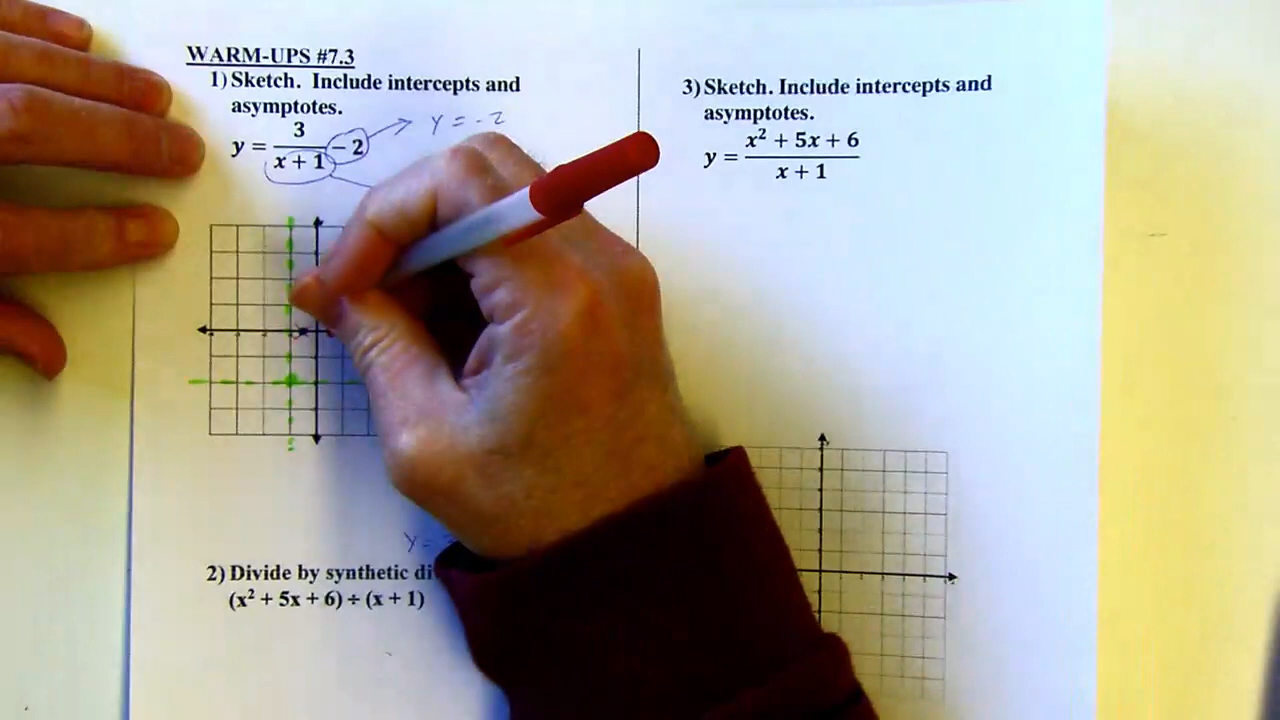 WARM-UPS #7.3
1) Sketch. Include intercepts and
asymptotes.
y = 3/(x + 1) − 2
y = -2
2) Divide by synthetic
(x² + 5x + 6) ÷ (x + 1)
3) Sketch. Include intercepts and
asymptotes.
y = (x² + 5x + 6)/(x + 1)